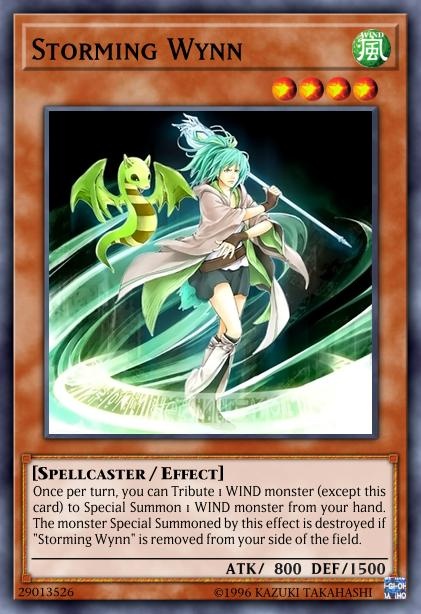 Storming Wynn
WIND
風
[Spellcaster / Effect]
Once per turn, you can Tribute 1 WIND monster (except this
card) to Special Summon 1 WIND monster from your hand.
The monster Special Summoned by this effect is destroyed if
"Storming Wynn" is removed from your side of the field.
ATK/ 800 DEF/1500
29013526
©1996 KAZUKI TAKAHASHI